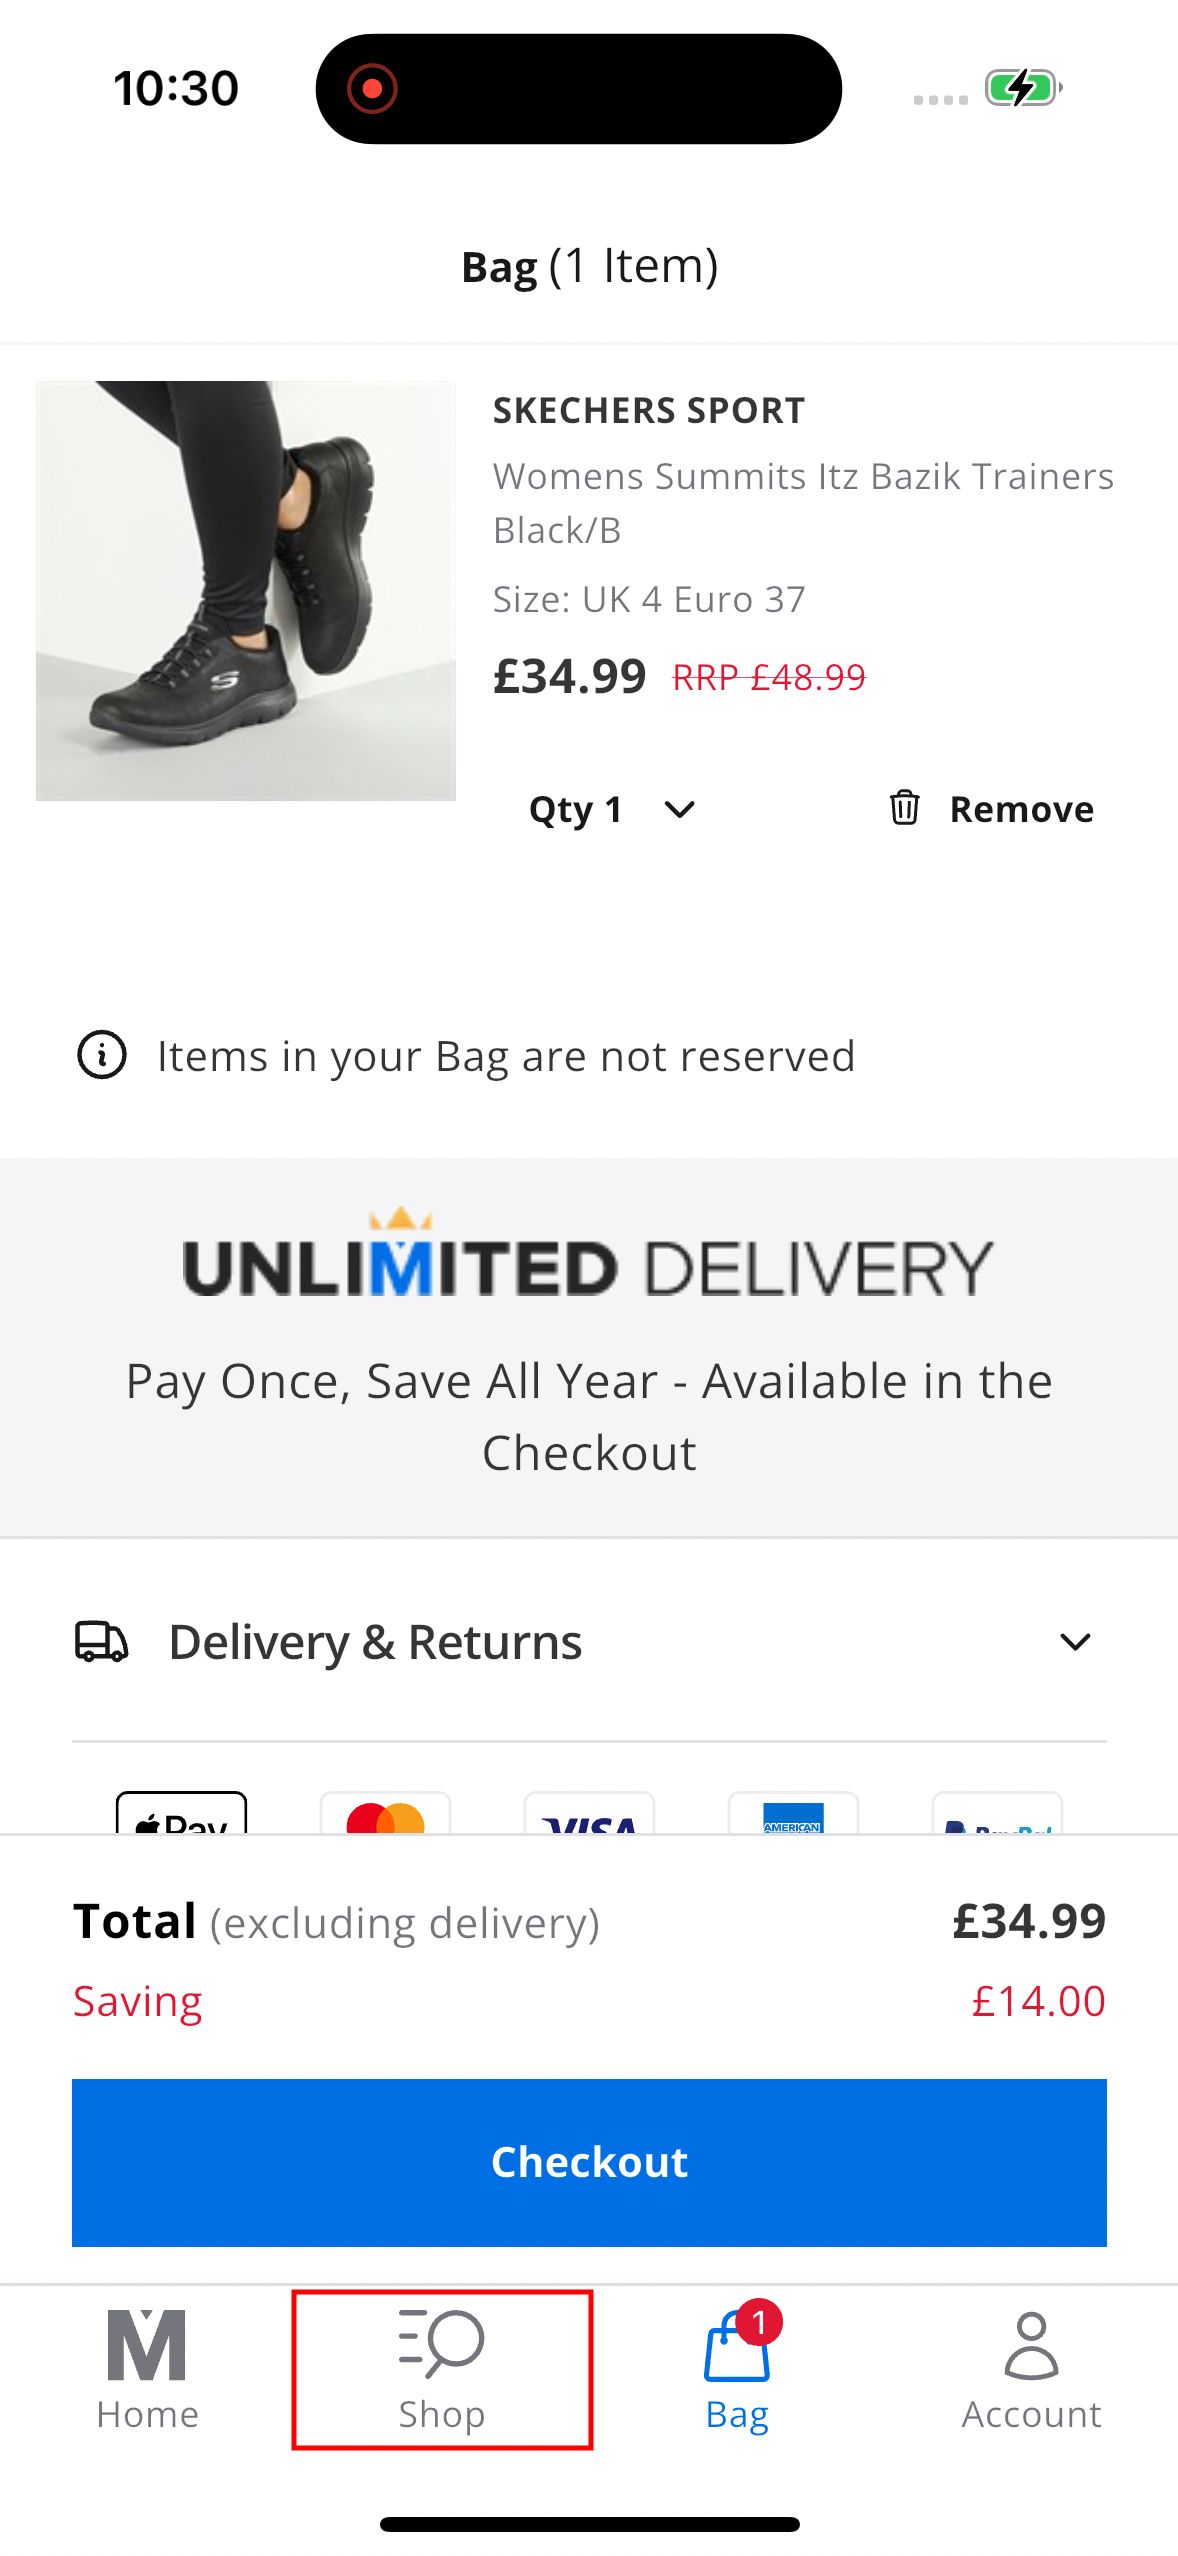 10:30
Bag (1 Item)
SKECHERS SPORT
Womens Summits Itz Bazik Trainers
Black/B
Size: UK 4 Euro 37
£34.99 RRP £48.99
Qty 1
Remove
Items in your Bag are not reserved
UNLIMITED DELIVERY
Pay Once, Save All Year - Available in the
Checkout
Delivery & Returns
Pay
VISA
AMERICAN
PayPal
Total (excluding delivery) £34.99
Saving £14.00
Checkout
1
Home
Shop
Bag
Account